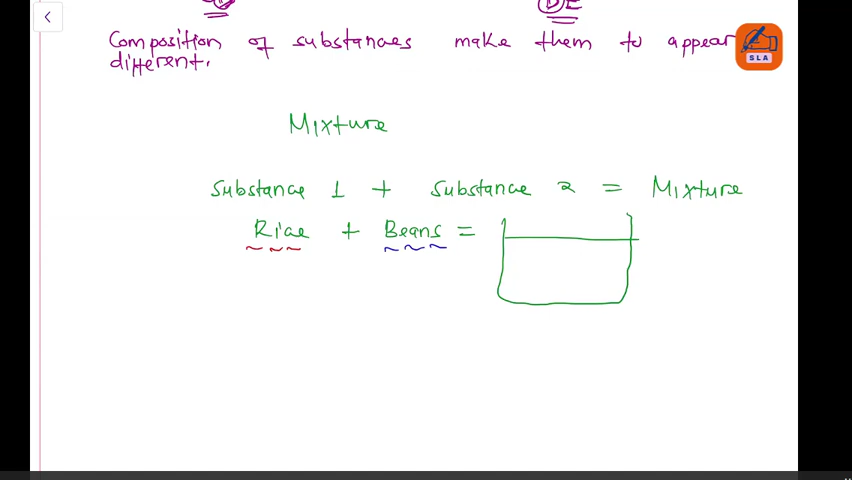 Composition of substances make them to appear
different.
SLA
Mixture
Substance 1 + Substance 2 = Mixture
Rice + Beans =